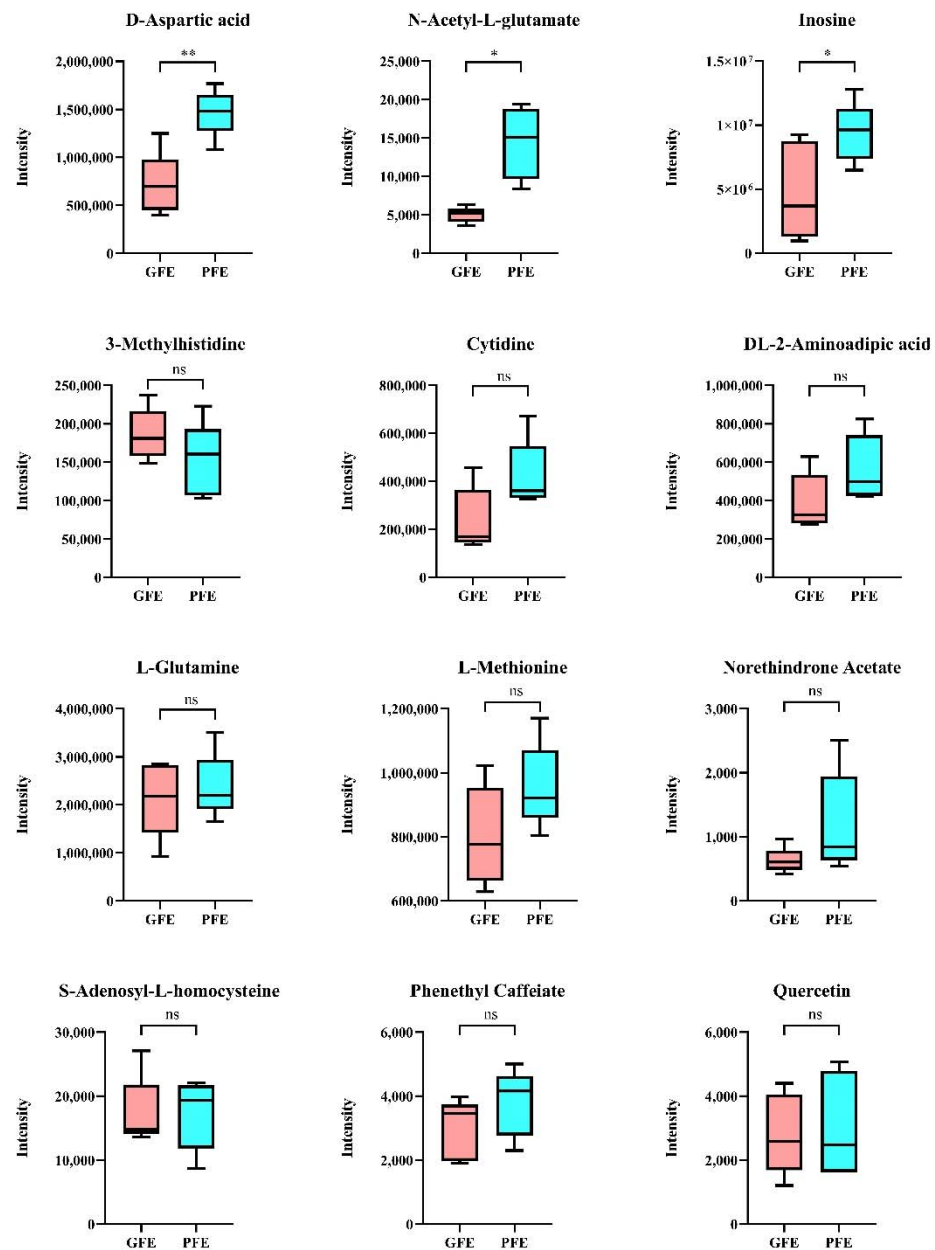 D-Aspartic acid
**
2,000,000
1,500,000
1,000,000
500,000
0
Intensity
GFE PFE
N-Acetyl-L-glutamate
*
25,000
20,000
15,000
10,000
5,000
0
Intensity
GFE PFE
Inosine
*
1.5×10⁷
1×10⁷
5×10⁶
0
Intensity
GFE PFE
3-Methylhistidine
ns
250,000
200,000
150,000
100,000
50,000
0
Intensity
GFE PFE
Cytidine
ns
800,000
600,000
400,000
200,000
0
Intensity
GFE PFE
DL-2-Aminoadipic acid
ns
1,000,000
800,000
600,000
400,000
200,000
0
Intensity
GFE PFE
L-Glutamine
ns
4,000,000
3,000,000
2,000,000
1,000,000
0
Intensity
GFE PFE
L-Methionine
ns
1,200,000
1,000,000
800,000
600,000
Intensity
GFE PFE
Norethindrone Acetate
ns
3,000
2,000
1,000
0
Intensity
GFE PFE
S-Adenosyl-L-homocysteine
ns
30,000
20,000
10,000
0
Intensity
GFE PFE
Phenethyl Caffeiate
ns
6,000
4,000
2,000
0
Intensity
GFE PFE
Quercetin
ns
6,000
4,000
2,000
0
Intensity
GFE PFE